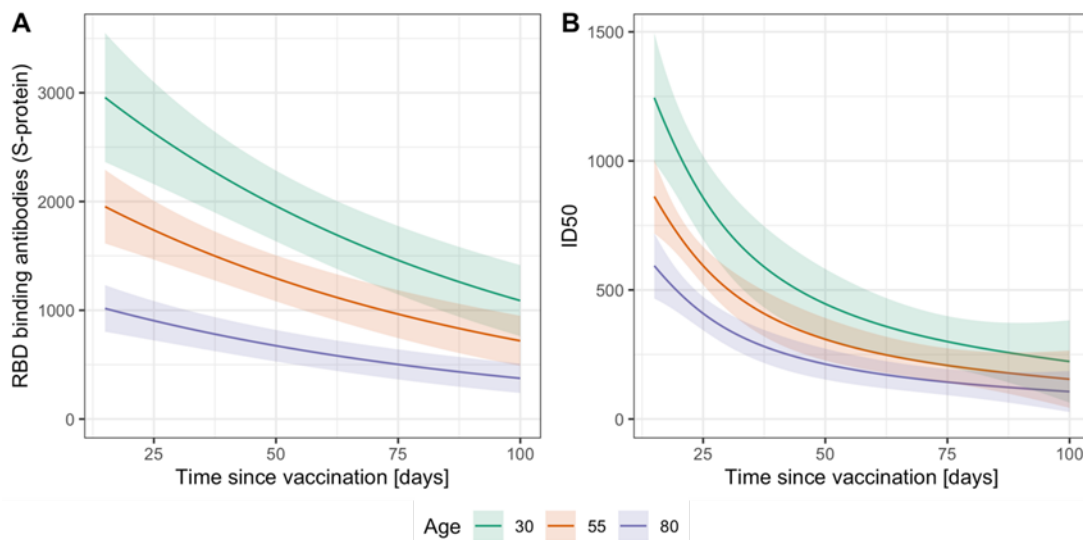 A
RBD binding antibodies (S-protein)
3000
2000
1000
0
25
50
75
100
Time since vaccination [days]
B
ID50
1500
1000
500
0
25
50
75
100
Time since vaccination [days]
Age 30 55 80